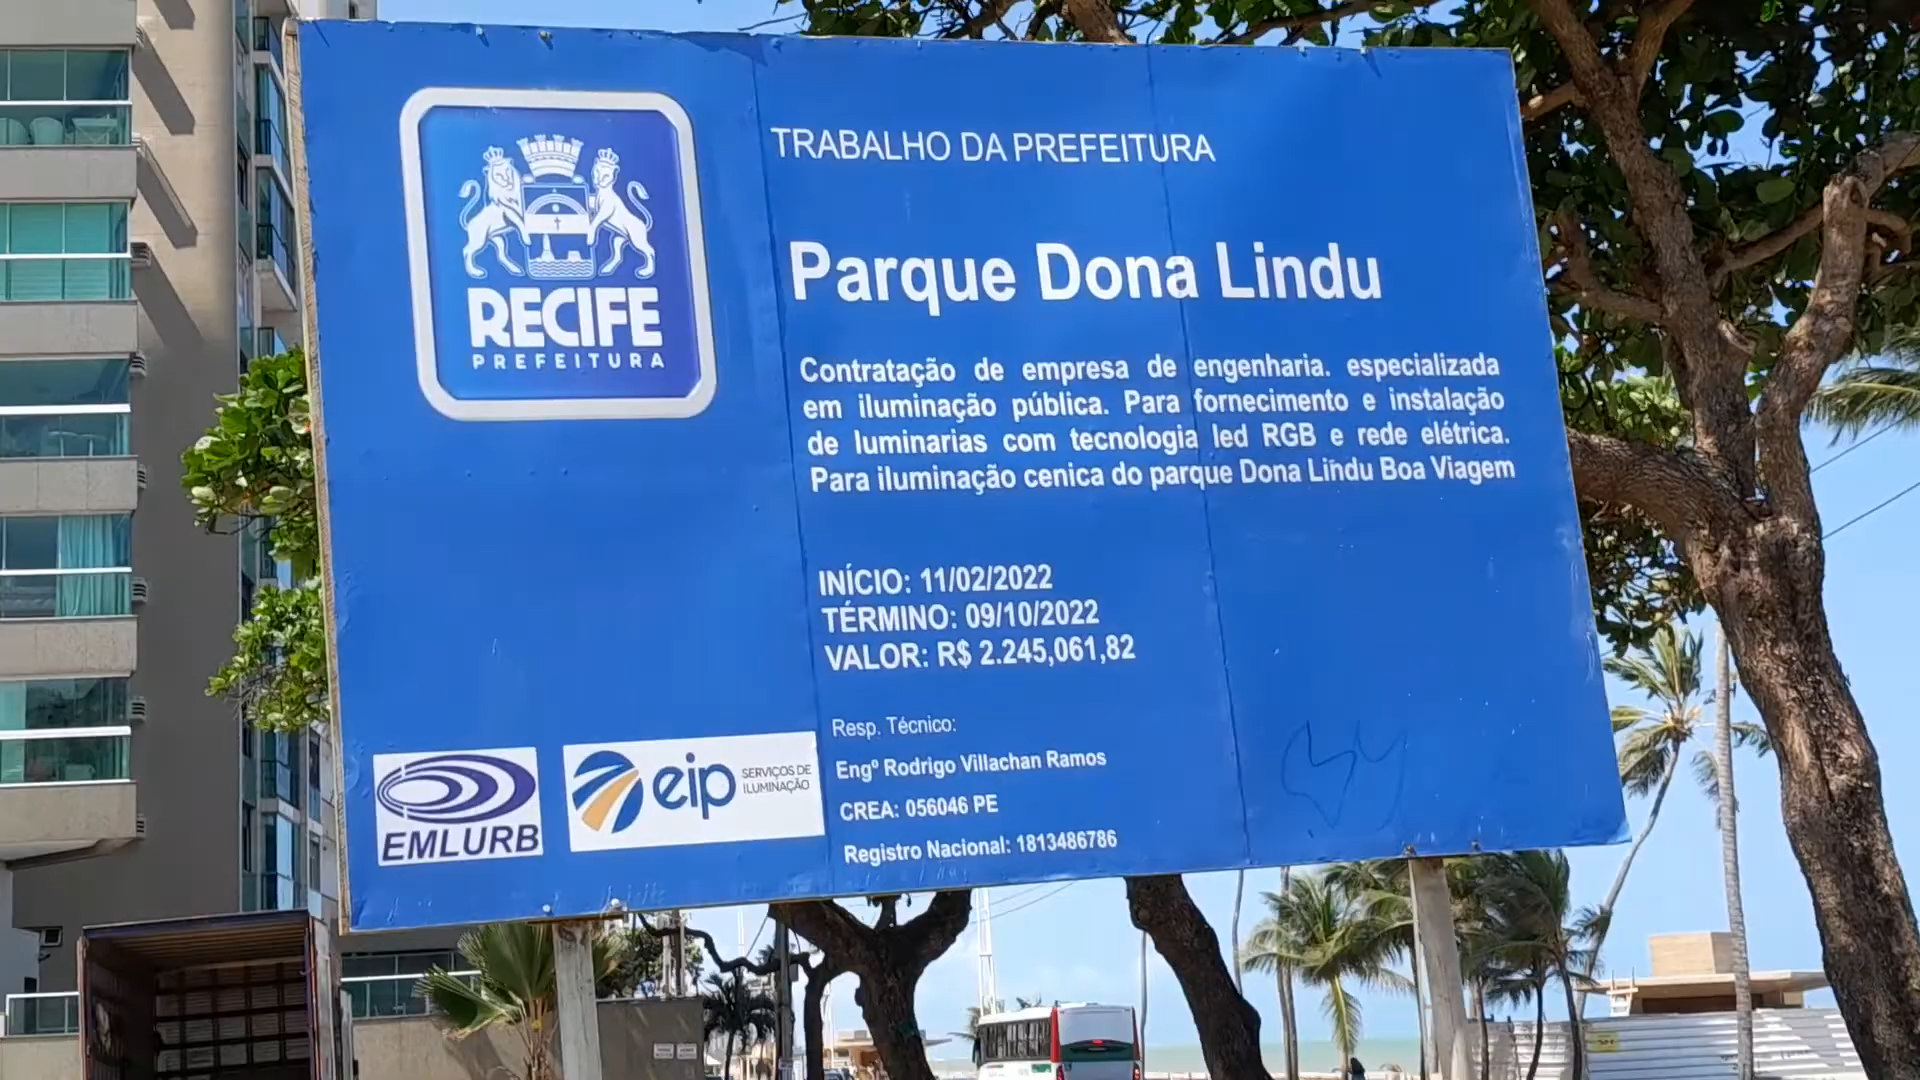 RECIFE
PREFEITURA
TRABALHO DA PREFEITURA
Parque Dona Lindu
Contratação de empresa de engenharia. especializada
em iluminação pública. Para fornecimento e instalação
de luminarias com tecnologia led RGB e rede elétrica.
Para iluminação cenica do parque Dona Lindu Boa Viagem
INÍCIO: 11/02/2022
TÉRMINO: 09/10/2022
VALOR: R$ 2.245,061,82
Resp. Técnico:
Engº Rodrigo Villachan Ramos
CREA: 056046 PE
Registro Nacional: 1813486786
EMLURB
eip
SERVIÇOS DE
ILUMINAÇÃO